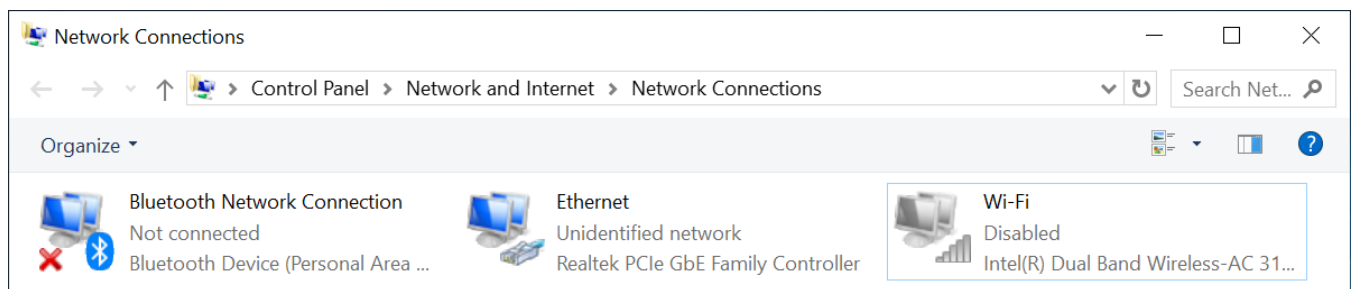 Network Connections
Control Panel > Network and Internet > Network Connections
Search Net...
Organize
Bluetooth Network Connection
Not connected
Bluetooth Device (Personal Area ...
Ethernet
Unidentified network
Realtek PCIe GbE Family Controller
Wi-Fi
Disabled
Intel(R) Dual Band Wireless-AC 31...